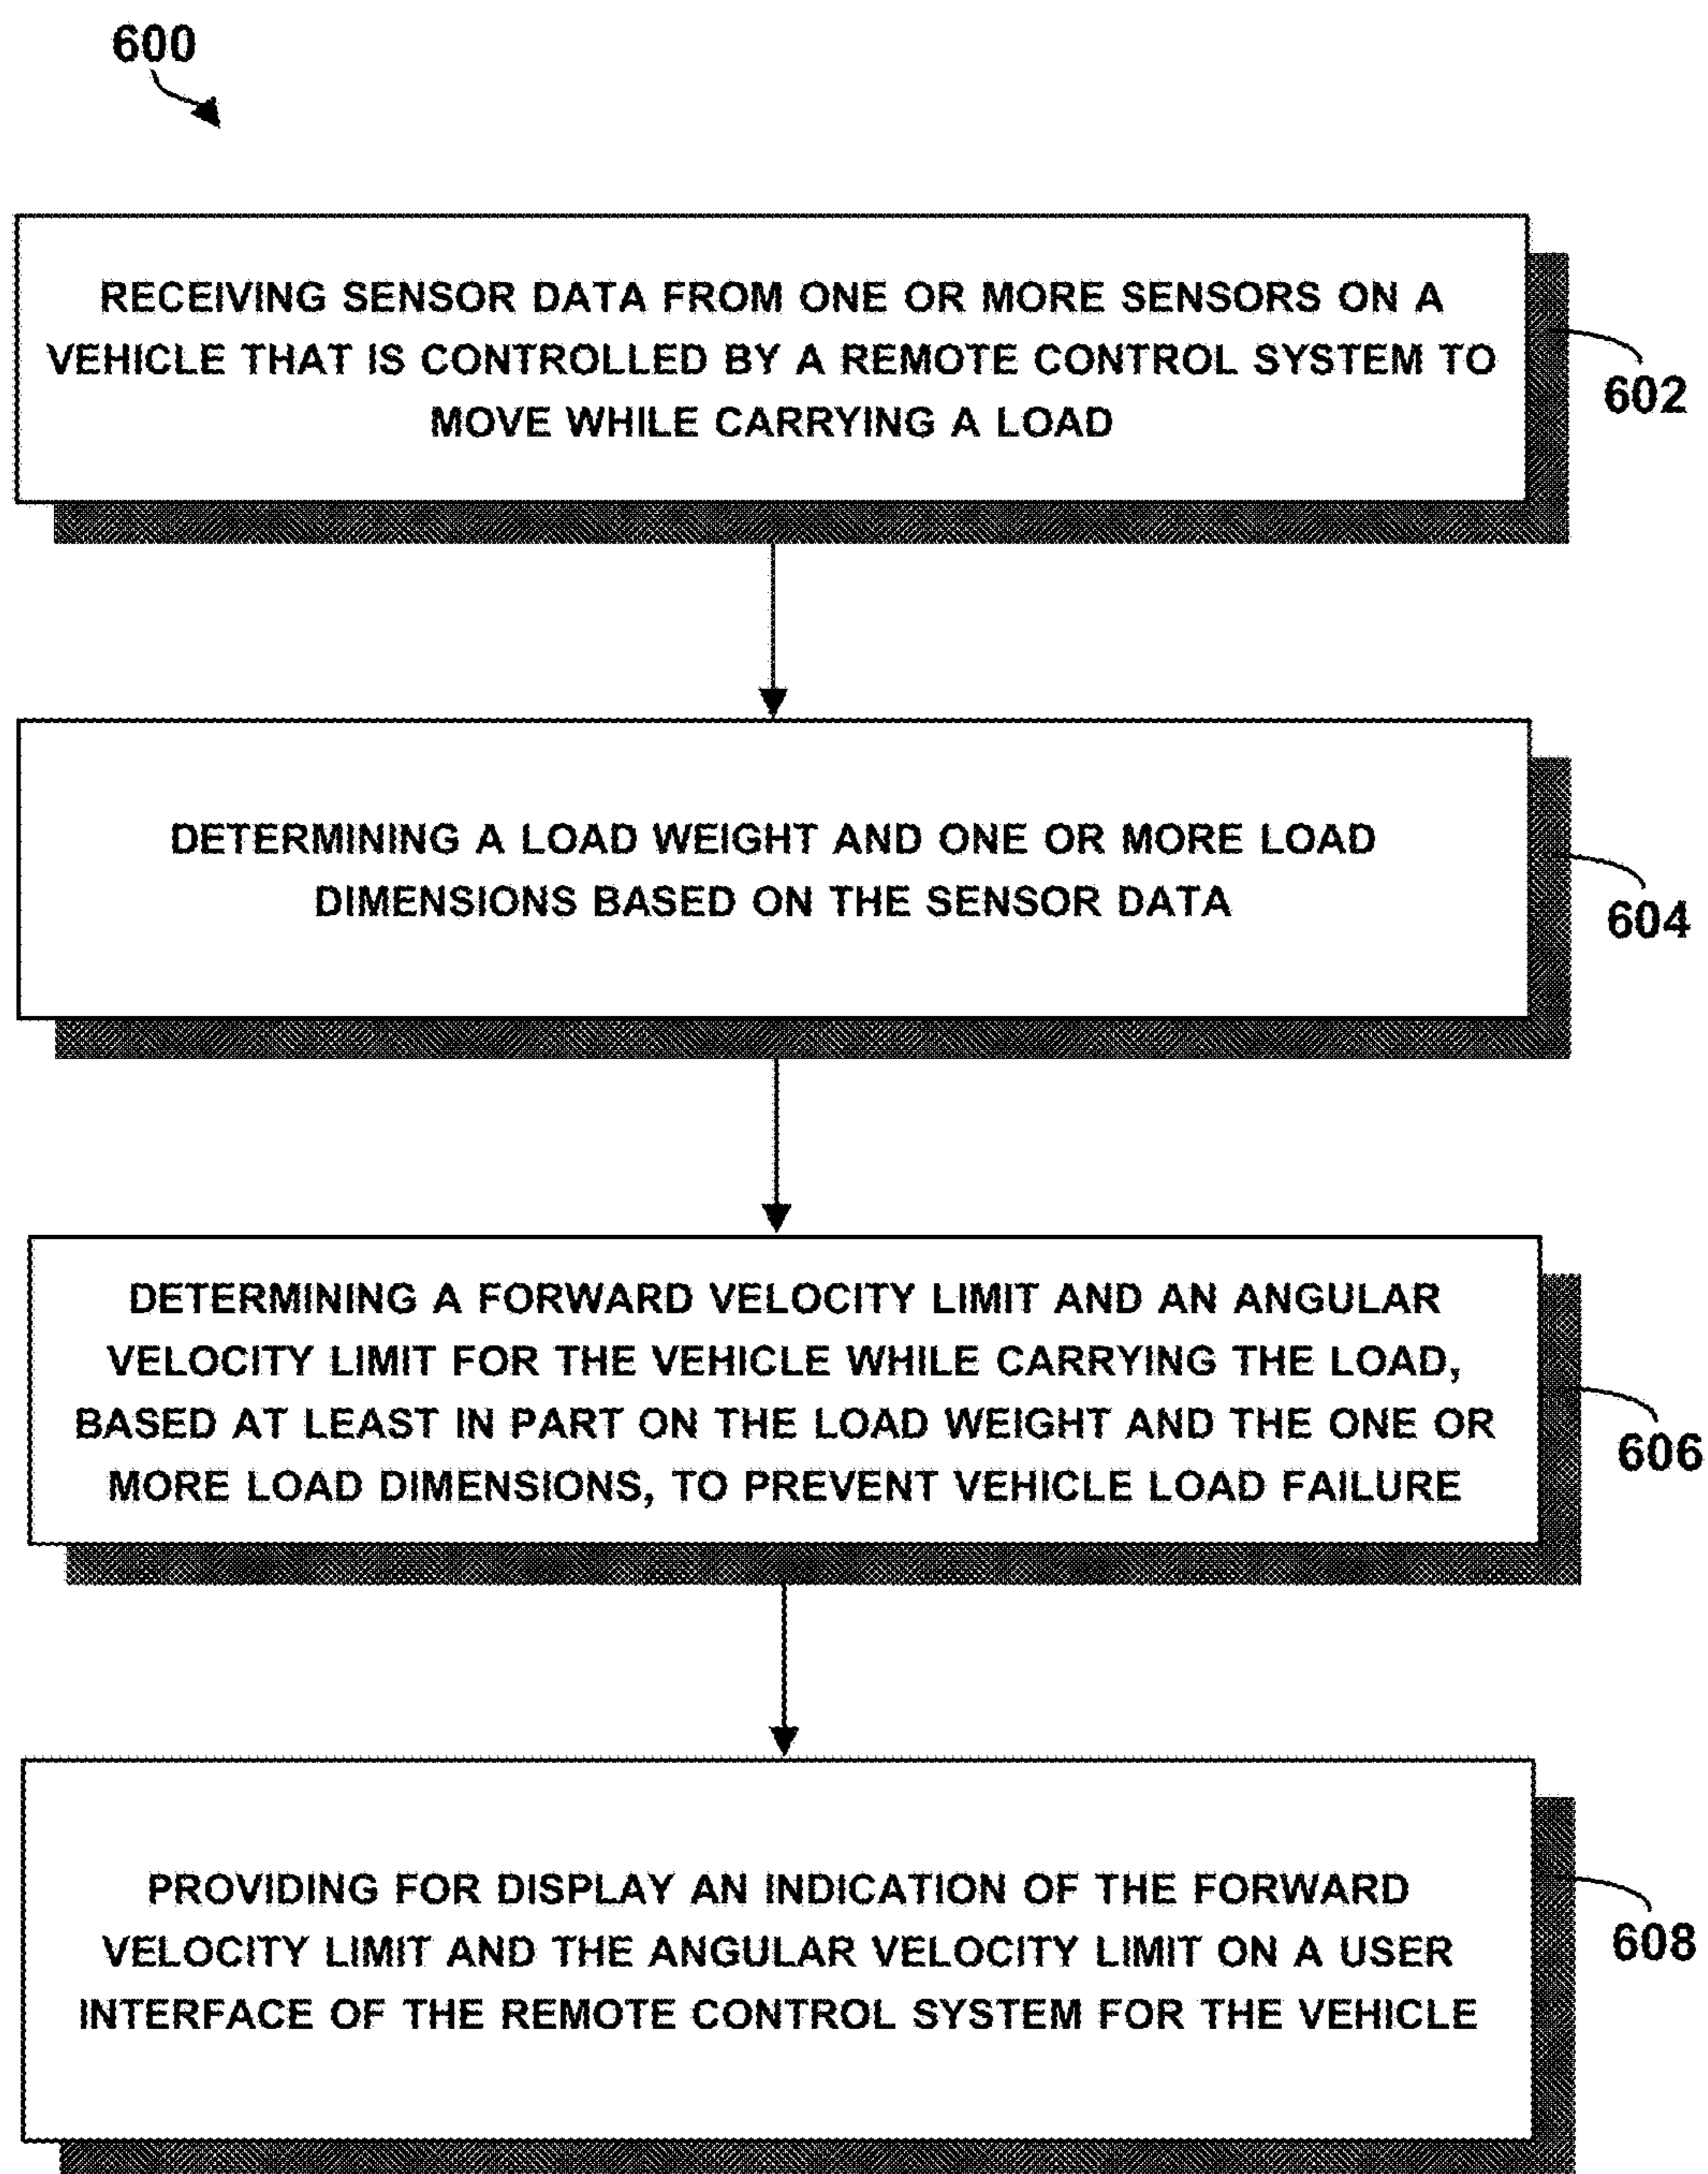 600
RECEIVING SENSOR DATA FROM ONE OR MORE SENSORS ON A
VEHICLE THAT IS CONTROLLED BY A REMOTE CONTROL SYSTEM TO
MOVE WHILE CARRYING A LOAD
602
DETERMINING A LOAD WEIGHT AND ONE OR MORE LOAD
DIMENSIONS BASED ON THE SENSOR DATA
604
DETERMINING A FORWARD VELOCITY LIMIT AND AN ANGULAR
VELOCITY LIMIT FOR THE VEHICLE WHILE CARRYING THE LOAD,
BASED AT LEAST IN PART ON THE LOAD WEIGHT AND THE ONE OR
MORE LOAD DIMENSIONS, TO PREVENT VEHICLE LOAD FAILURE
606
PROVIDING FOR DISPLAY AN INDICATION OF THE FORWARD
VELOCITY LIMIT AND THE ANGULAR VELOCITY LIMIT ON A USER
INTERFACE OF THE REMOTE CONTROL SYSTEM FOR THE VEHICLE
608